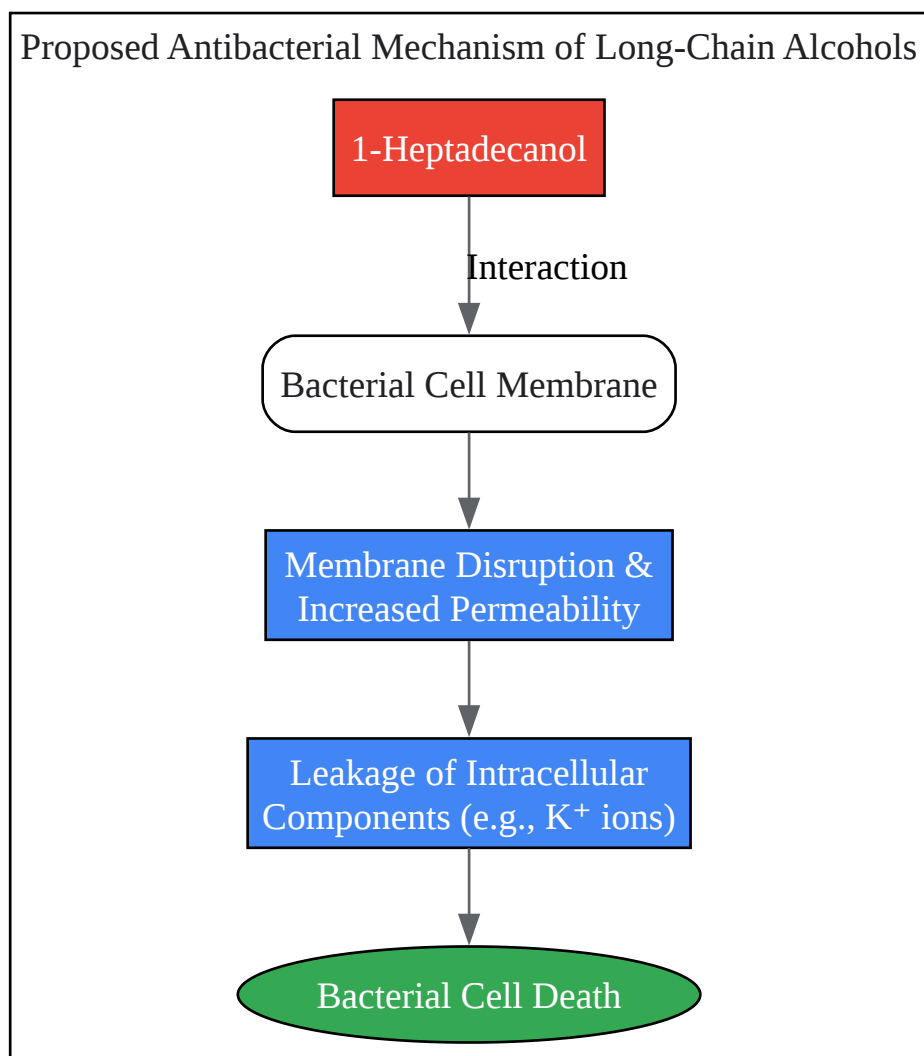 Proposed Antibacterial Mechanism of Long-Chain Alcohols
1-Heptadecanol
Interaction
Bacterial Cell Membrane
Membrane Disruption &
Increased Permeability
Leakage of Intracellular
Components (e.g., K⁺ ions)
Bacterial Cell Death